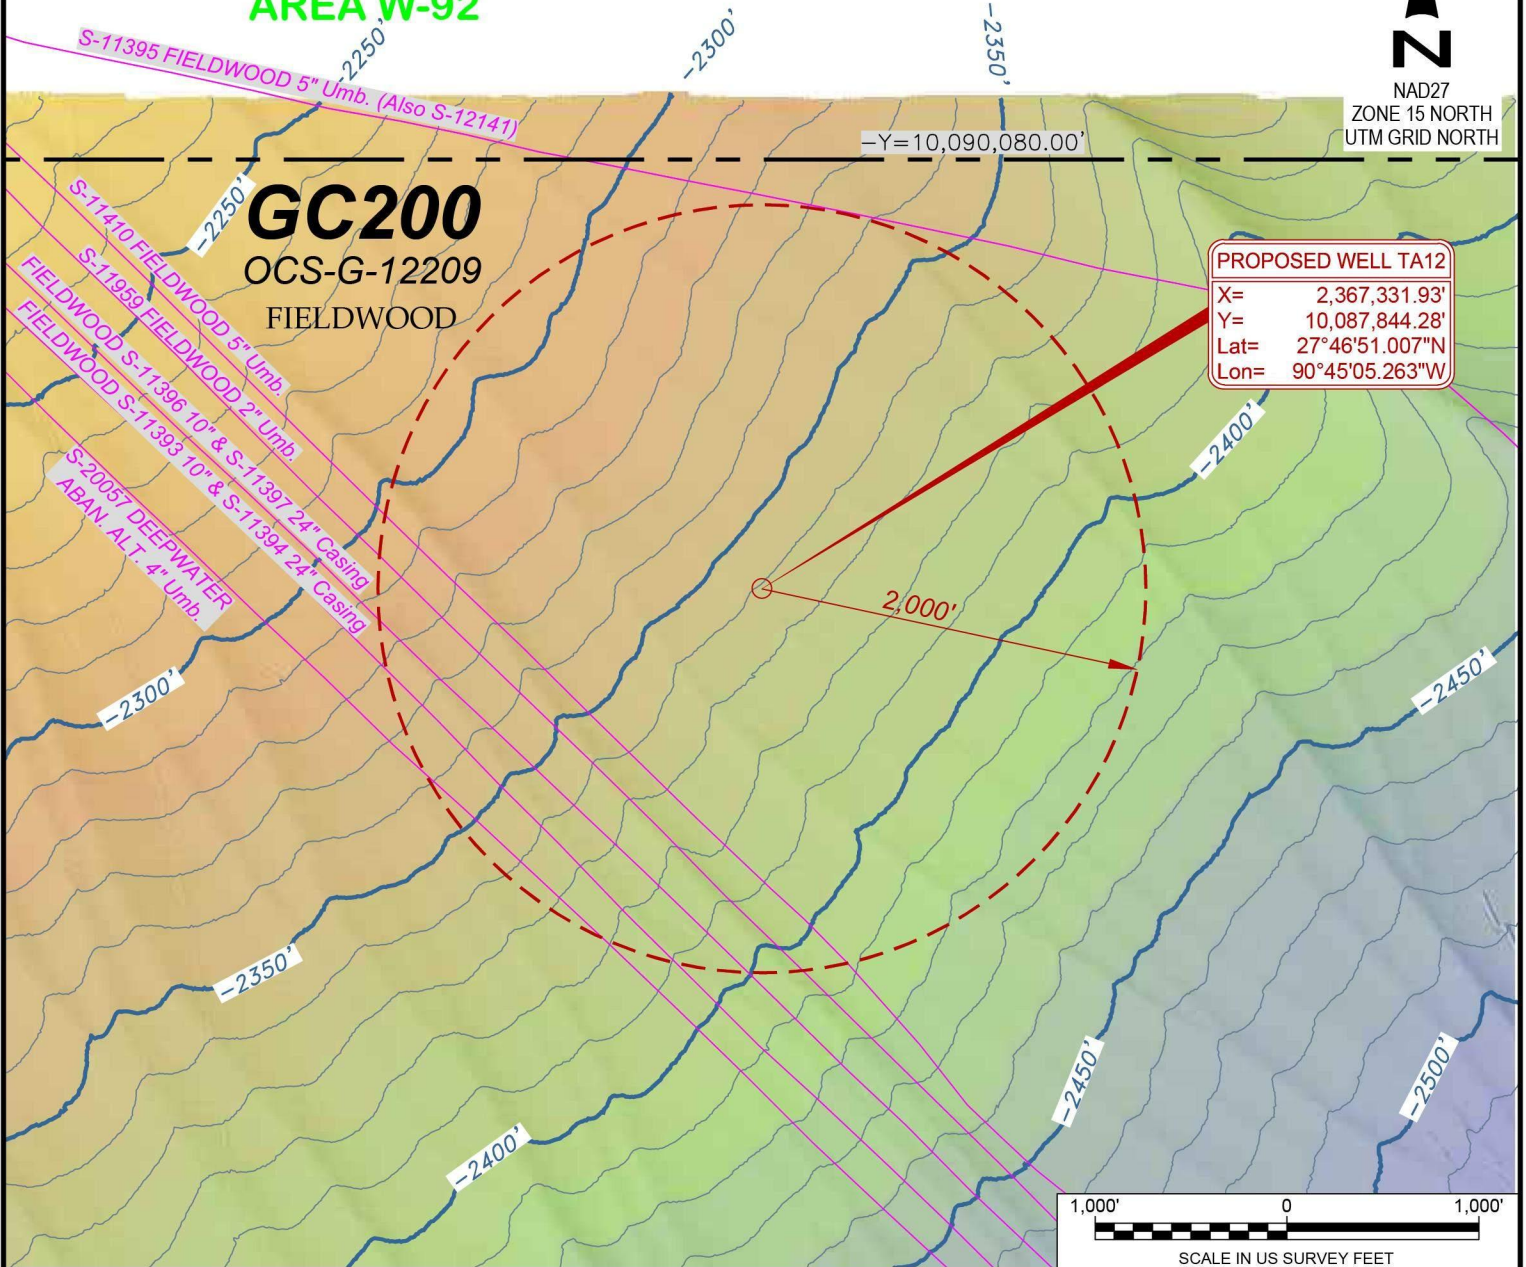 AREA W-92
-2250'
-2300'
-2350'
N
NAD27
ZONE 15 NORTH
UTM GRID NORTH
S-11395 FIELDWOOD 5" Umb. (Also S-12141)
Y=10,090,080.00'
-2250'
GC200
OCS-G-12209
FIELDWOOD
S-11410 FIELDWOOD 5" Umb.
S-11959 FIELDWOOD 2" Umb.
FIELDWOOD S-11396 10" & S-11397 24" Casing
FIELDWOOD S-11393 10" & S-11394 24" Casing
S-20057 DEEPWATER
ABAN. ALT. 4" Umb.
PROPOSED WELL TA12
X= 2,367,331.93'
Y= 10,087,844.28'
Lat= 27°46'51.007"N
Lon= 90°45'05.263"W
-2400'
2,000'
-2300'
-2450'
-2350'
-2450'
-2500'
-2400'
1,000' 0 1,000'
SCALE IN US SURVEY FEET